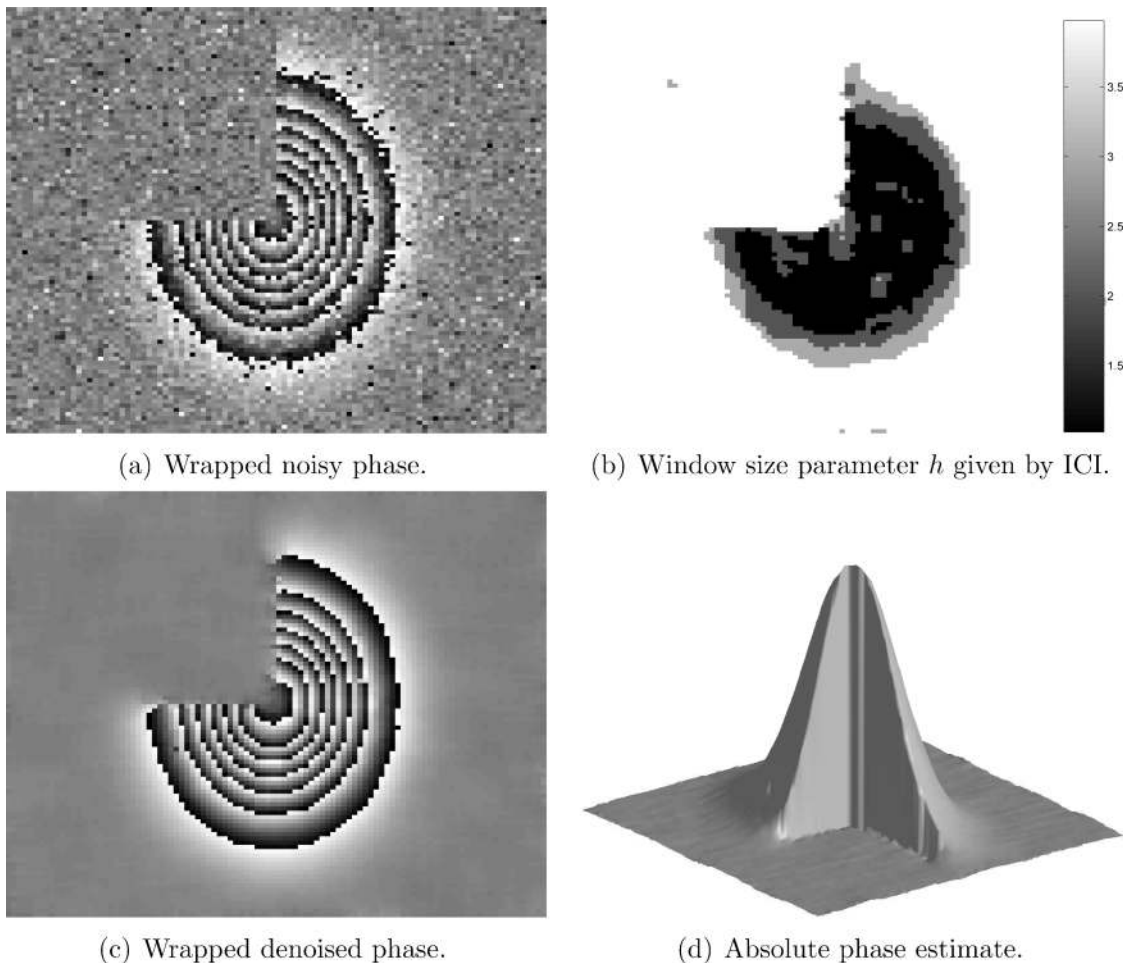 3.5
3
2.5
2
1.5
(a) Wrapped noisy phase.
(b) Window size parameter h given by ICI.
(c) Wrapped denoised phase.
(d) Absolute phase estimate.